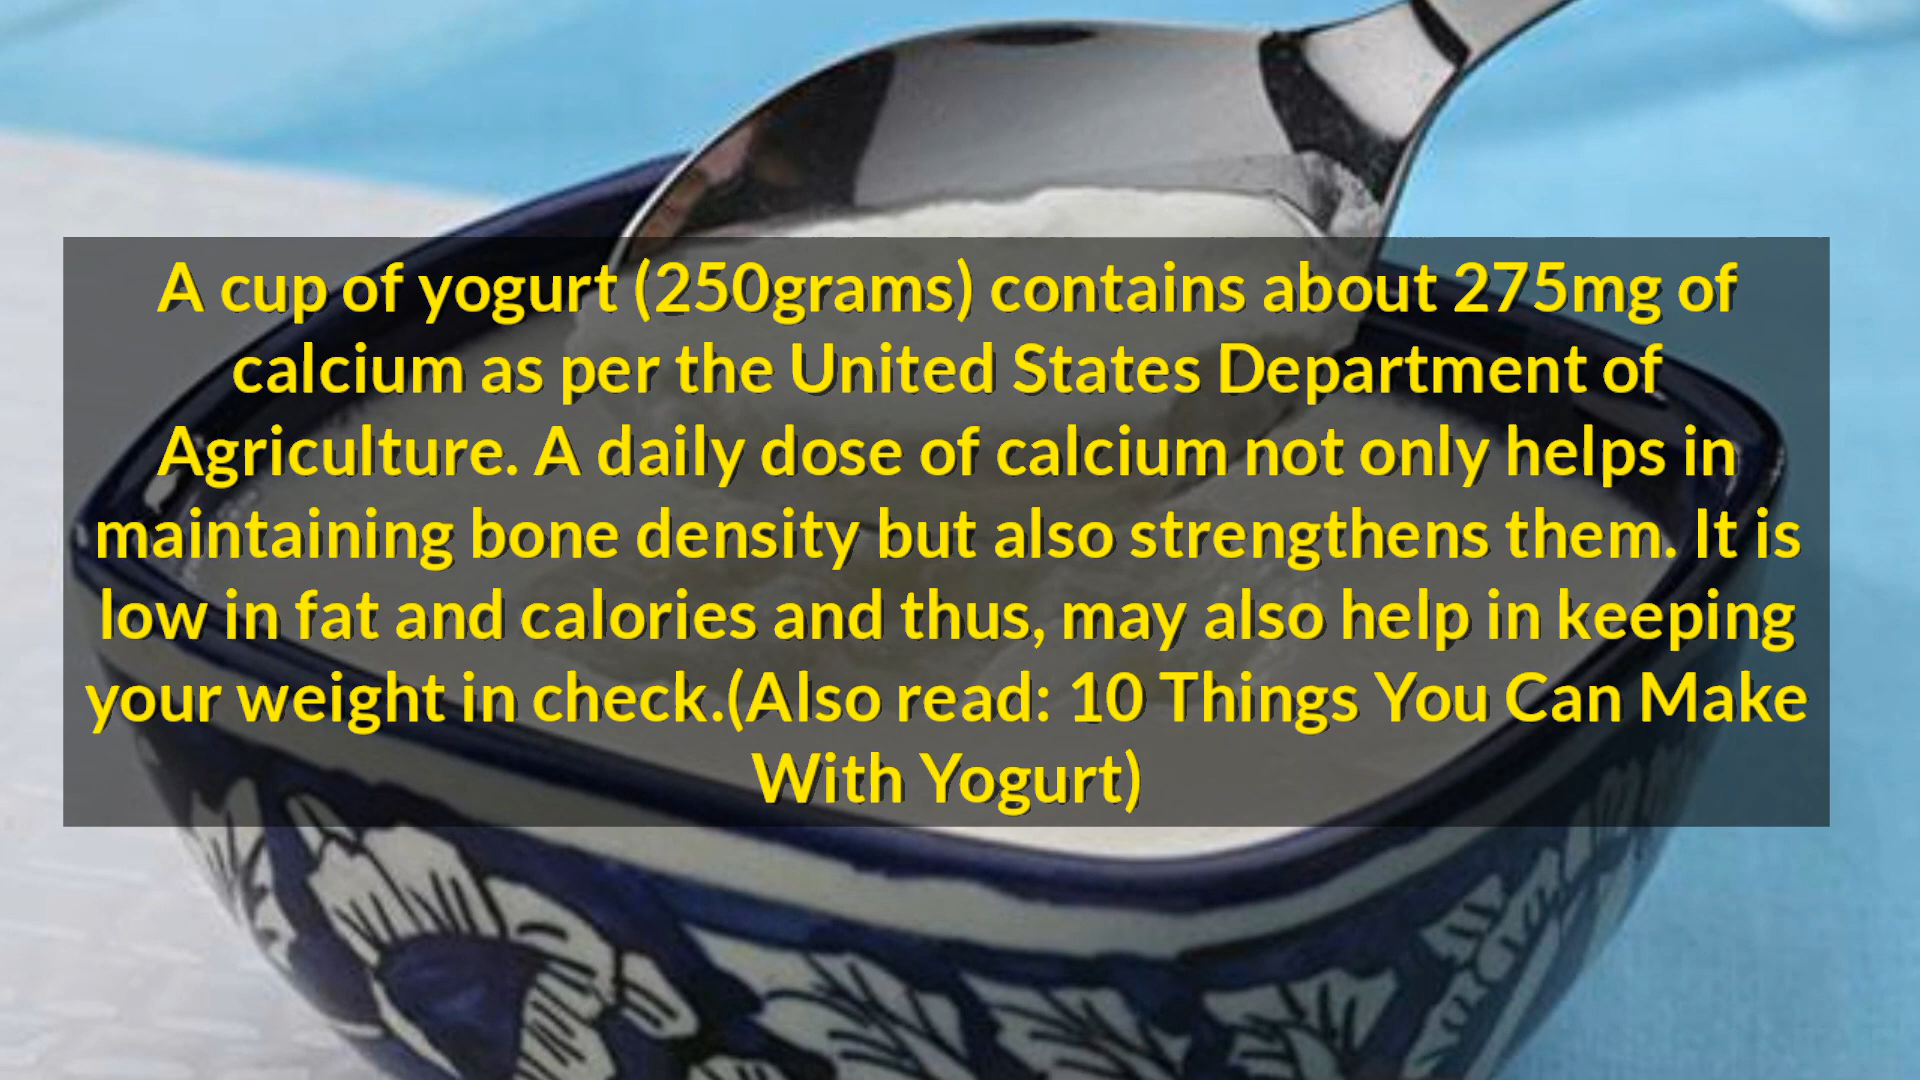 A cup of yogurt (250grams) contains about 275mg of
calcium as per the United States Department of
Agriculture. A daily dose of calcium not only helps in
maintaining bone density but also strengthens them. It is
low in fat and calories and thus, may also help in keeping
your weight in check.(Also read: 10 Things You Can Make
With Yogurt)